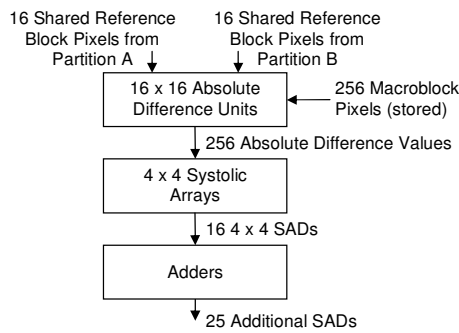 16 Shared Reference
Block Pixels from
Partition A
16 Shared Reference
Block Pixels from
Partition B
16 x 16 Absolute
Difference Units
256 Macroblock
Pixels (stored)
256 Absolute Difference Values
4 x 4 Systolic
Arrays
16 4 x 4 SADs
Adders
25 Additional SADs